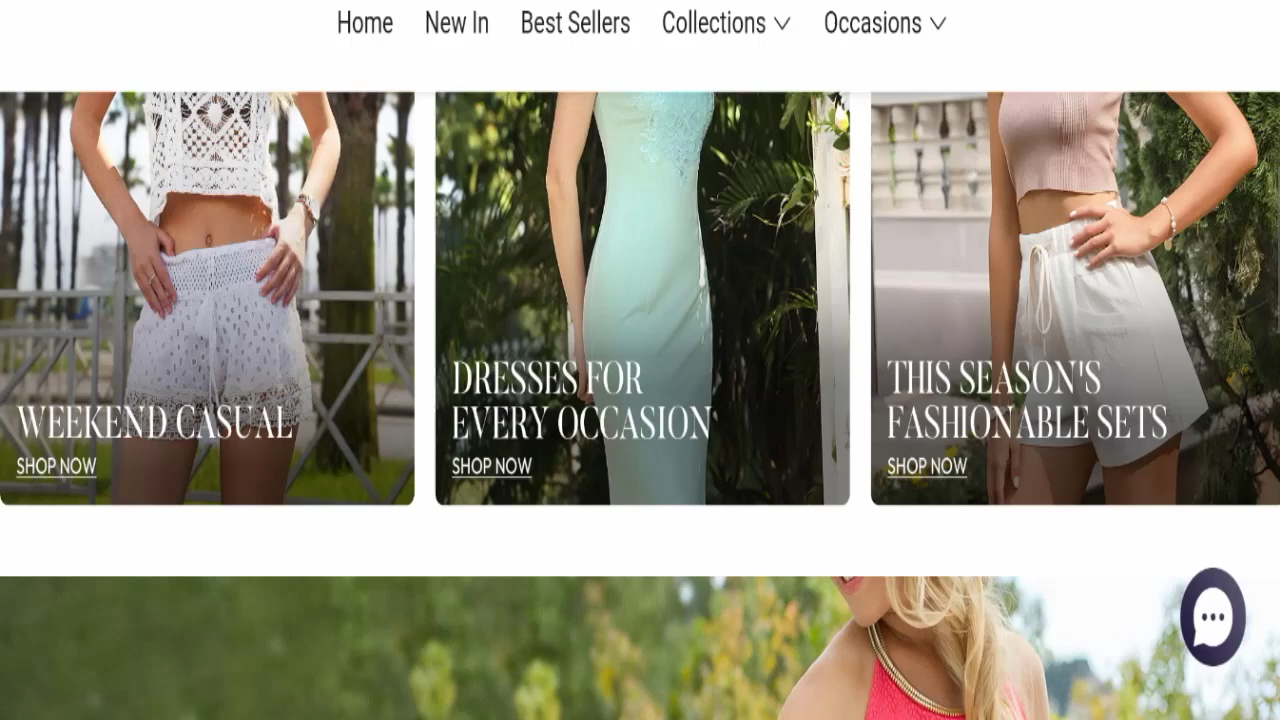 Home New In Best Sellers Collections Occasions
WEEKEND CASUAL
SHOP NOW
DRESSES FOR
EVERY OCCASION
SHOP NOW
THIS SEASON'S
FASHIONABLE SETS
SHOP NOW